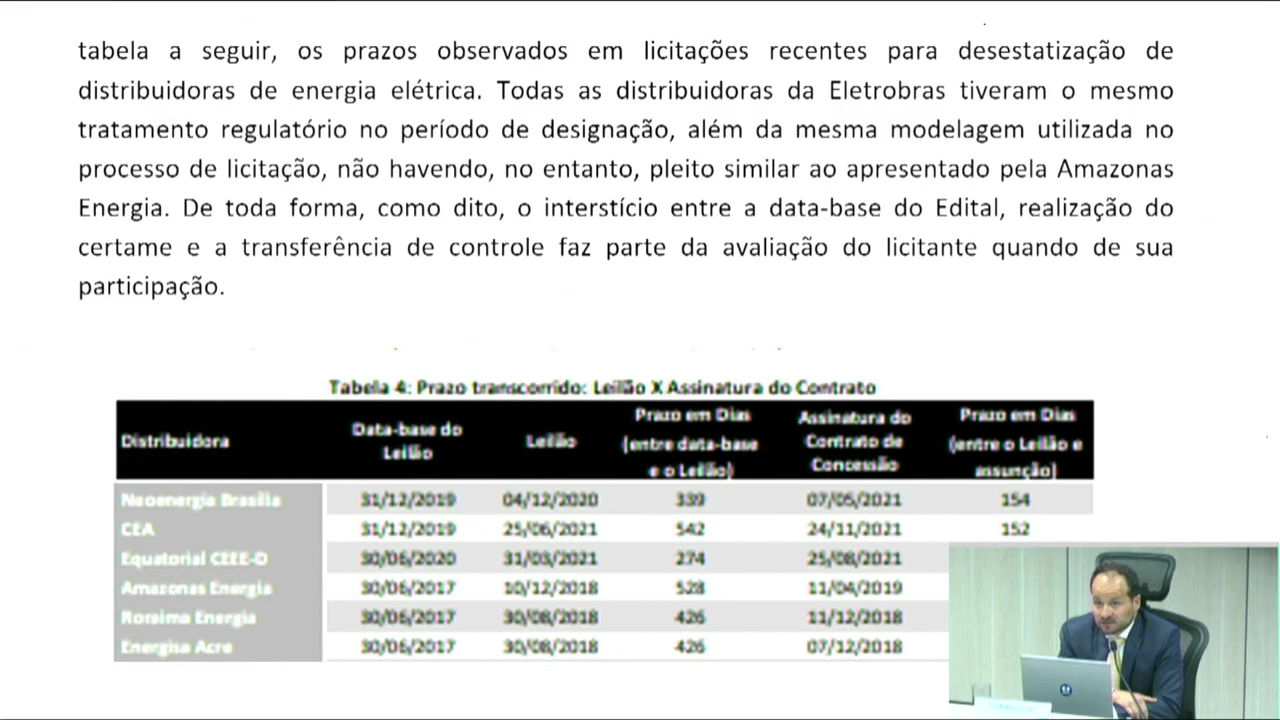 tabela a seguir, os prazos observados em licitações recentes para desestatização de
distribuidoras de energia elétrica. Todas as distribuidoras da Eletrobras tiveram o mesmo
tratamento regulatório no período de designação, além da mesma modelagem utilizada no
processo de licitação, não havendo, no entanto, pleito similar ao apresentado pela Amazonas
Energia. De toda forma, como dito, o interstício entre a data-base do Edital, realização do
certame e a transferência de controle faz parte da avaliação do licitante quando de sua
participação.
Tabela 4: Prazo transcorrido: Leilão X Assinatura do Contrato
Distribuidora Data-base do Leilão Leilão Prazo em Dias (entre data-base e o Leilão) Assinatura do Contrato de Concessão Prazo em Dias (entre o Leilão e assunção)
Neoenergia Brasília 31/12/2019 04/12/2020 339 07/05/2021 154
CEA 31/12/2019 25/06/2021 542 24/11/2021 152
Equatorial CEEE-D 30/06/2020 31/03/2021 274 25/08/2021
Amazonas Energia 30/06/2017 10/12/2018 528 11/04/2019
Roraima Energia 30/06/2017 30/08/2018 426 11/12/2018
Energisa Acre 30/06/2017 30/08/2018 426 07/12/2018